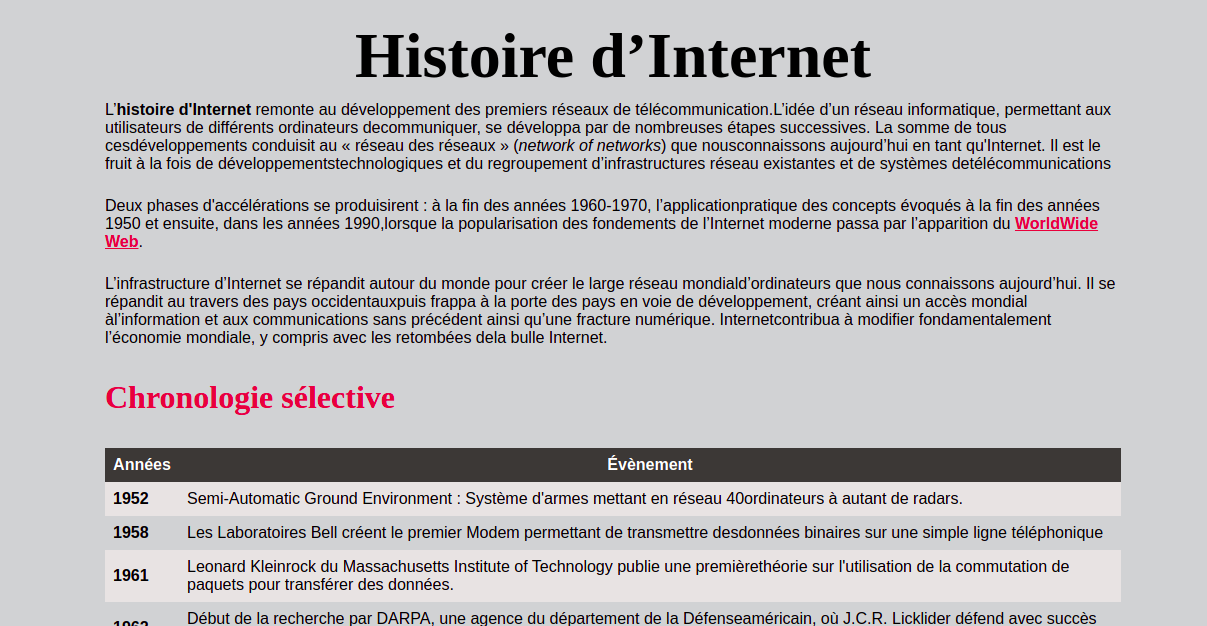 Histoire d’Internet
L’histoire d'Internet remonte au développement des premiers réseaux de télécommunication.L’idée d’un réseau informatique, permettant aux
utilisateurs de différents ordinateurs decommuniquer, se développa par de nombreuses étapes successives. La somme de tous
cesdéveloppements conduisit au « réseau des réseaux » (network of networks) que nousconnaissons aujourd’hui en tant qu'Internet. Il est le
fruit à la fois de développementstechnologiques et du regroupement d’infrastructures réseau existantes et de systèmes detélécommunications
Deux phases d'accélérations se produisirent : à la fin des années 1960-1970, l’applicationpratique des concepts évoqués à la fin des années
1950 et ensuite, dans les années 1990,lorsque la popularisation des fondements de l’Internet moderne passa par l’apparition du WorldWide
Web.
L’infrastructure d’Internet se répandit autour du monde pour créer le large réseau mondiald’ordinateurs que nous connaissons aujourd’hui. Il se
répandit au travers des pays occidentauxpuis frappa à la porte des pays en voie de développement, créant ainsi un accès mondial
àl’information et aux communications sans précédent ainsi qu’une fracture numérique. Internetcontribua à modifier fondamentalement
l’économie mondiale, y compris avec les retombées dela bulle Internet.
Chronologie sélective
Années Évènement
1952 Semi-Automatic Ground Environment : Système d'armes mettant en réseau 40ordinateurs à autant de radars.
1958 Les Laboratoires Bell créent le premier Modem permettant de transmettre desdonnées binaires sur une simple ligne téléphonique
1961 Leonard Kleinrock du Massachusetts Institute of Technology publie une premièrethéorie sur l'utilisation de la commutation de
paquets pour transférer des données.
Début de la recherche par DARPA, une agence du département de la Défenseaméricain, où J.C.R. Licklider défend avec succès